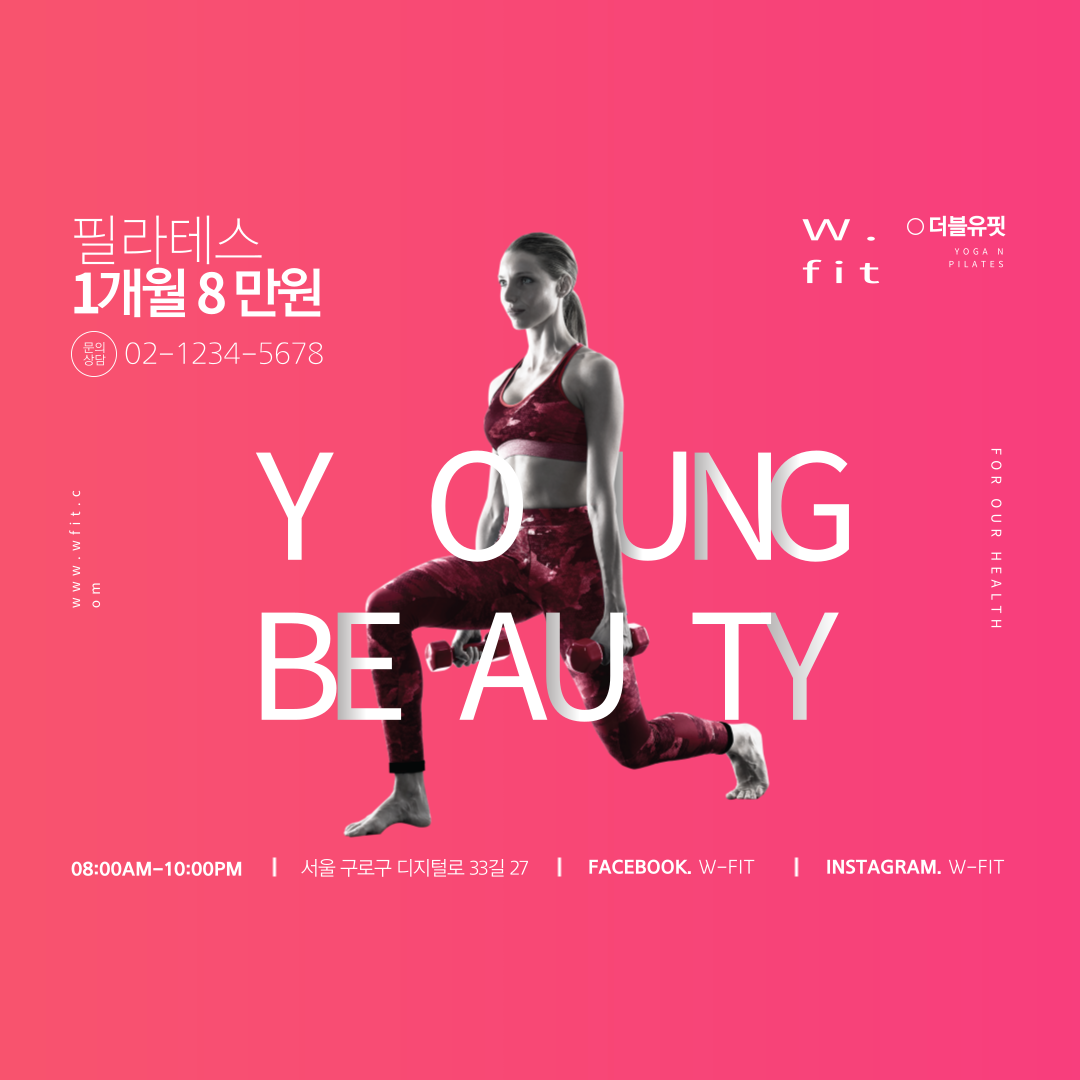 필라테스
1개월 8 만원
문의
상담
02-1234-5678
w.
fit
더블유핏
YOGA N
PILATES
YOUNG
BEAUTY
www.wfit.c
om
FOR OUR HEALTH
08:00AM-10:00PM
서울 구로구 디지털로 33길 27
FACEBOOK. W-FIT
INSTAGRAM. W-FIT